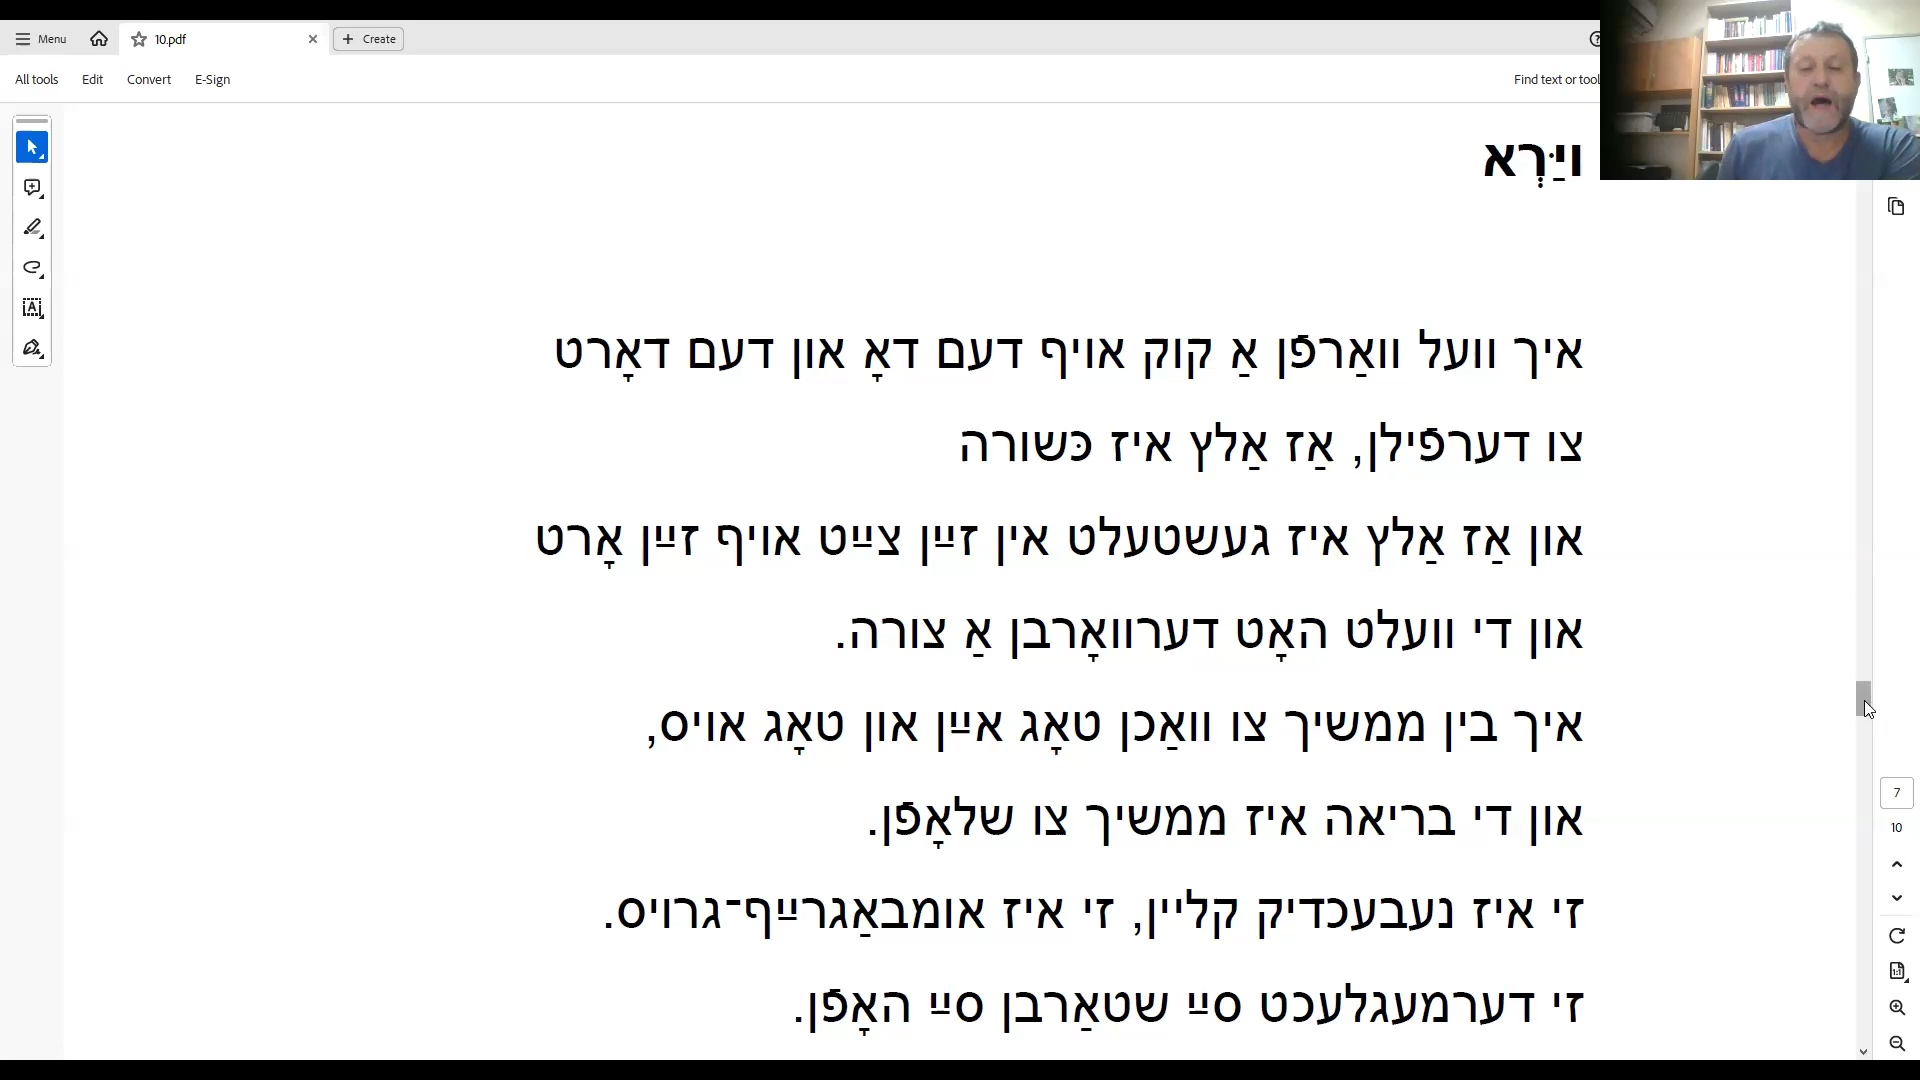 Menu
10.pdf
Create
All tools
Edit
Convert
E-Sign
Find text or tool
ויַּרְא
איך וועל וואַרפֿן אַ קוק אויף דעם דאָ און דעם דאָרט
צו דערפֿילן, אַז אַלץ איז כּשורה
און אַז אַלץ איז געשטעלט אין זײַן צײַט אויף זײַן אָרט
און די וועלט האָט דערוואָרבן אַ צורה.
איך בין ממשיך צו וואַכן טאָג אײַן און טאָג אויס,
און די בריאה איז ממשיך צו שלאָפֿן.
זי איז נעבעכדיק קליין, זי איז אומבאַגרײַף־גרויס.
זי דערמעגלעכט סײַ שטאַרבן סײַ האָפֿן.
7
10